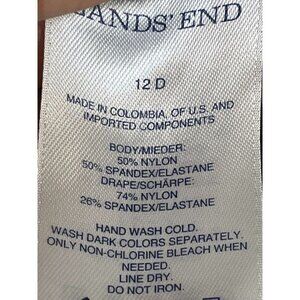 LANDS' END
12 D
MADE IN COLOMBIA, OF U.S. AND
IMPORTED COMPONENTS
BODY/MIEDER:
50% NYLON
50% SPANDEX/ELASTANE
DRAPE/SCHÄRPE:
74% NYLON
26% SPANDEX/ELASTANE
HAND WASH COLD.
WASH DARK COLORS SEPARATELY.
ONLY NON-CHLORINE BLEACH WHEN
NEEDED.
LINE DRY.
DO NOT IRON.